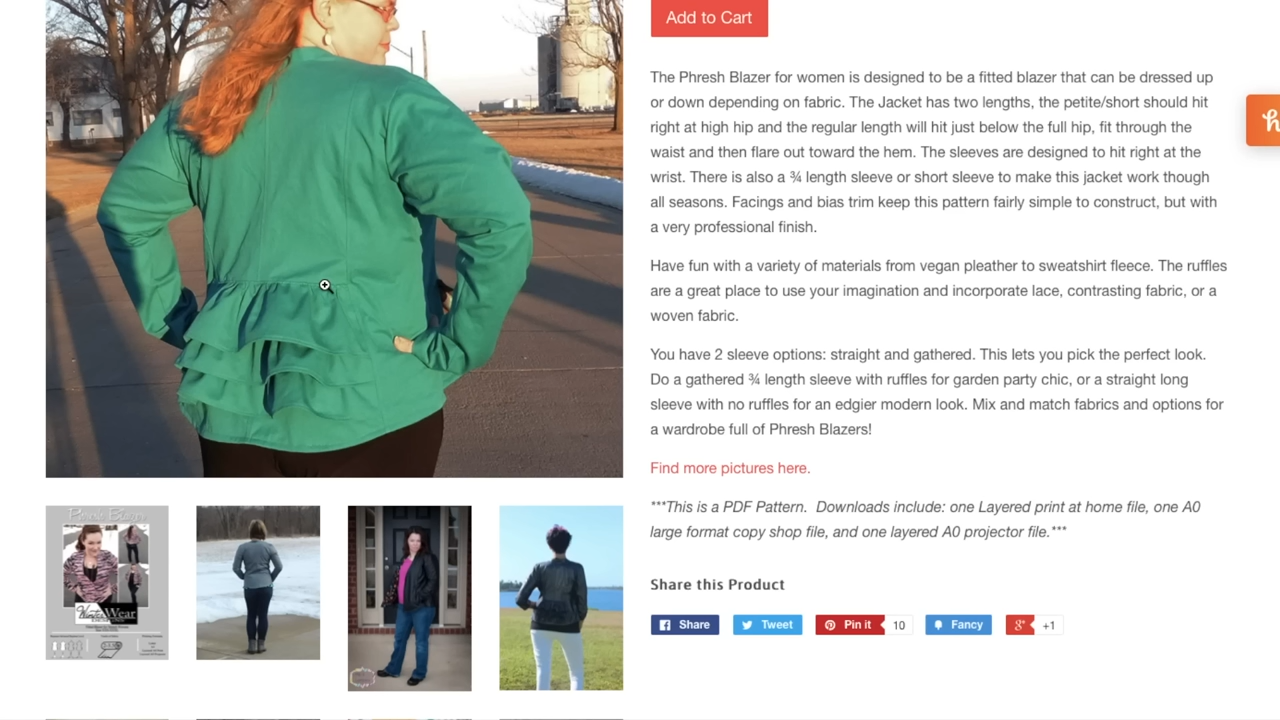 Add to Cart
The Phresh Blazer for women is designed to be a fitted blazer that can be dressed up
or down depending on fabric. The Jacket has two lengths, the petite/short should hit
right at high hip and the regular length will hit just below the full hip, fit through the
waist and then flare out toward the hem. The sleeves are designed to hit right at the
wrist. There is also a ¾ length sleeve or short sleeve to make this jacket work though
all seasons. Facings and bias trim keep this pattern fairly simple to construct, but with
a very professional finish.
Have fun with a variety of materials from vegan pleather to sweatshirt fleece. The ruffles
are a great place to use your imagination and incorporate lace, contrasting fabric, or a
woven fabric.
You have 2 sleeve options: straight and gathered. This lets you pick the perfect look.
Do a gathered ¾ length sleeve with ruffles for garden party chic, or a straight long
sleeve with no ruffles for an edgier modern look. Mix and match fabrics and options for
a wardrobe full of Phresh Blazers!
Find more pictures here.
***This is a PDF Pattern.  Downloads include: one Layered print at home file, one A0
large format copy shop file, and one layered A0 projector file.***
Share this Product
Share
Tweet
Pin it
10
Fancy
+1
Phresh Blazer
Winter Wear